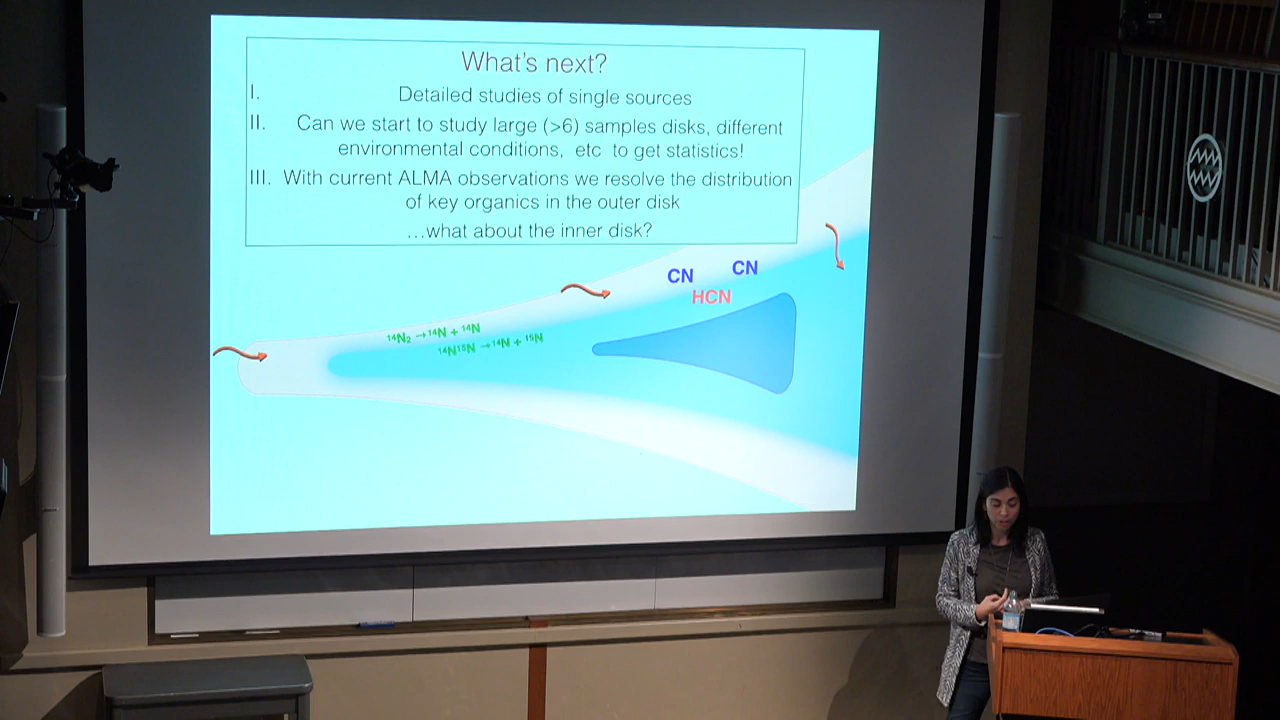 What's next?
I. Detailed studies of single sources
II. Can we start to study large (>6) samples disks, different
environmental conditions, etc to get statistics!
III. With current ALMA observations we resolve the distribution
of key organics in the outer disk
...what about the inner disk?
CN CN
HCN
¹⁴N₂ →¹⁴N + ¹⁴N
¹⁴N¹⁵N →¹⁴N + ¹⁵N